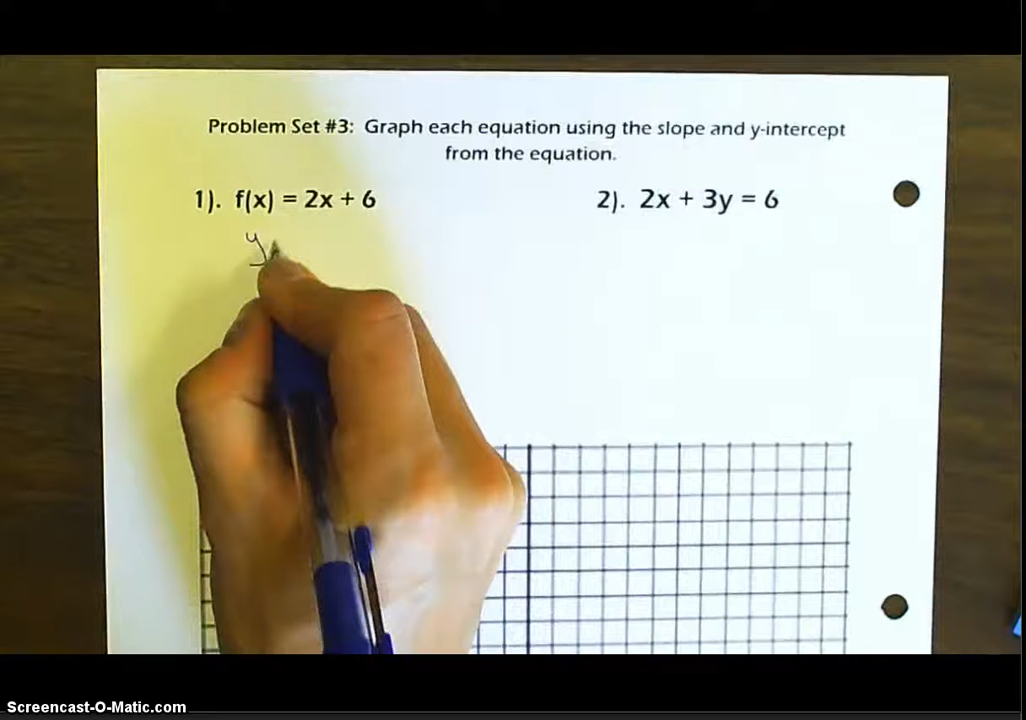 Problem Set #3: Graph each equation using the slope and y-intercept
from the equation.
1). f(x) = 2x + 6
2). 2x + 3y = 6
y
Screencast-O-Matic.com